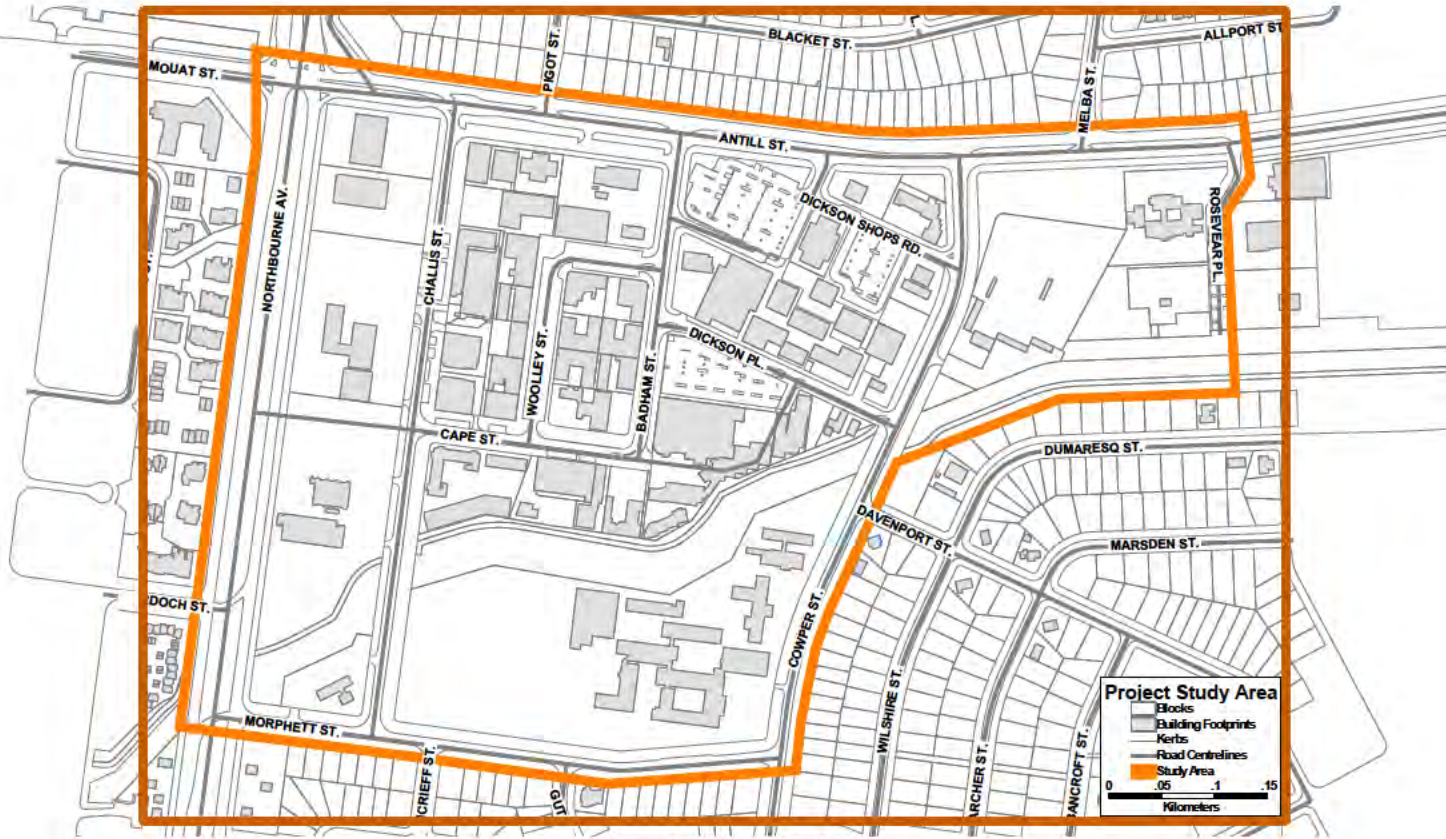 BLACKET ST.
ALLPORT ST
PIGOT ST.
MOUAT ST.
MELBA ST.
ANTILL ST.
DICKSON SHOPS RD.
ROSEVEAR PL.
NORTHBOURNE AV.
CHALLIS ST.
WOOLLEY ST.
BADHAM ST.
DICKSON PL.
CAPE ST.
DUMARESQ ST.
DAVENPORT ST.
MARSDEN ST.
DOCH ST.
COWPER ST.
WILSHIRE ST.
ARCHER ST.
BANCROFT ST.
MORPHETT ST.
CRIEFF ST.
GUT
Project Study Area
Blocks
Building Footprints
Kerbs
Road Centrelines
Study Area
0 .05 .1 .15
Kilometers